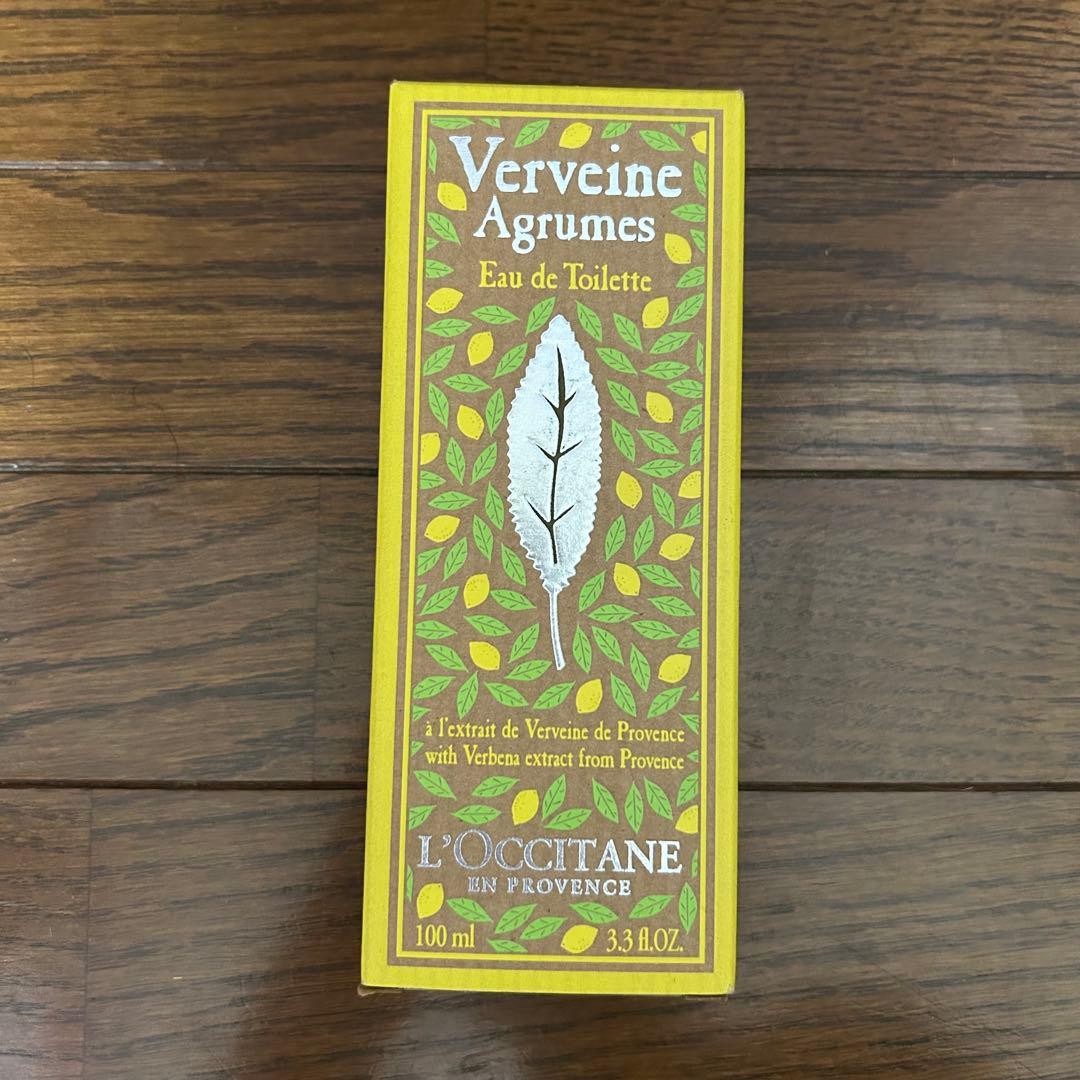 Verveine
Agrumes
Eau de Toilette
à l'extrait de Verveine de Provence
with Verbena extract from Provence
L'OCCITANE
EN PROVENCE
100 ml 3.3 fl.OZ.